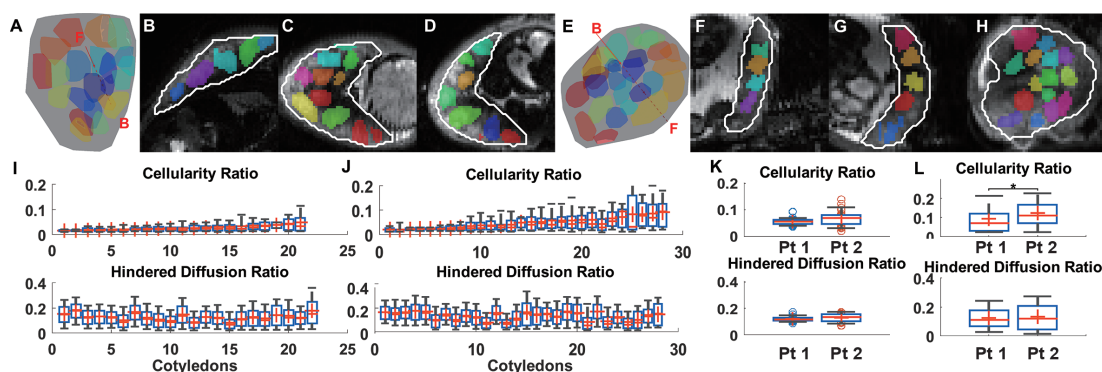 A B C D E F G H
F
B
B
F
I J K L
Cellularity Ratio Cellularity Ratio Cellularity Ratio Cellularity Ratio
0.2 0.2 0.2 0.2
0.1 0.1 0.1 0.1
0 0 0 0
*
0 5 10 15 20 25 0 10 20 30 Pt 1 Pt 2 Pt 1 Pt 2
Hindered Diffusion Ratio Hindered Diffusion Ratio Hindered Diffusion Ratio Hindered Diffusion Ratio
0.4 0.4 0.4 0.4
0.2 0.2 0.2 0.2
0 0 0 0
0 5 10 15 20 25 0 10 20 30 Pt 1 Pt 2 Pt 1 Pt 2
Cotyledons Cotyledons